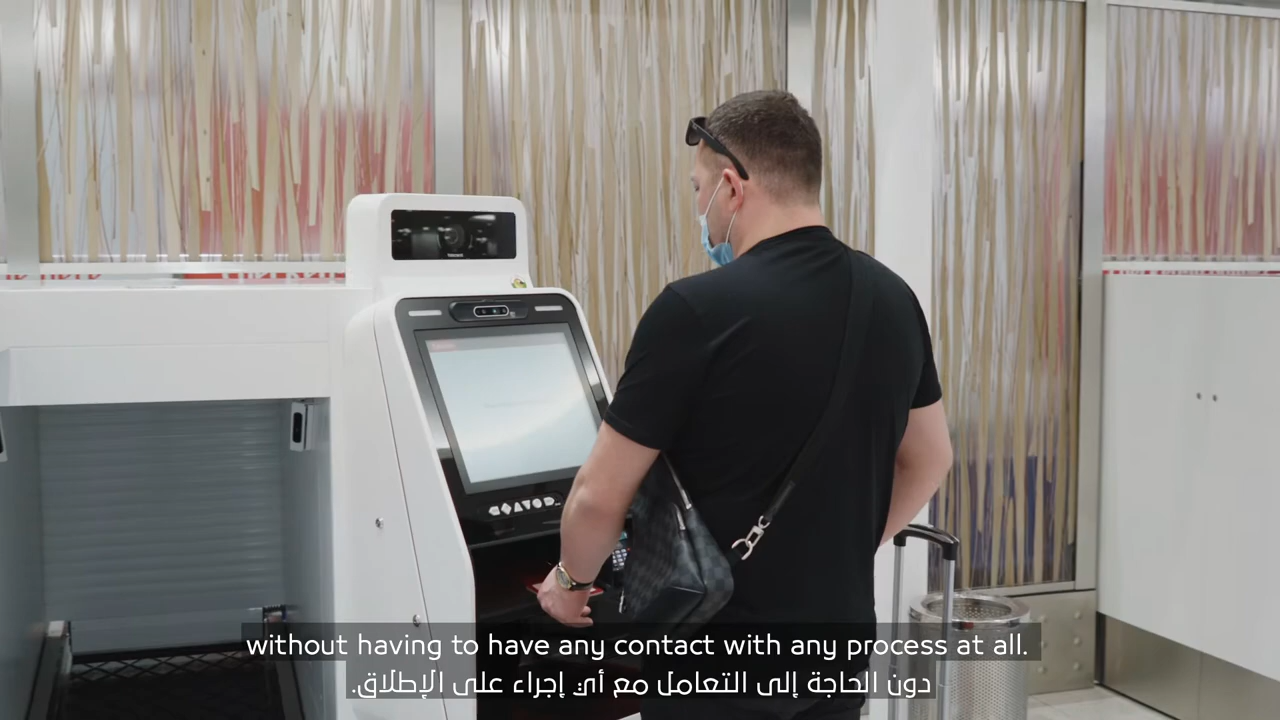 without having to have any contact with any process at all.
دون الحاجة إلى التعامل مع أي إجراء على الإطلاق.